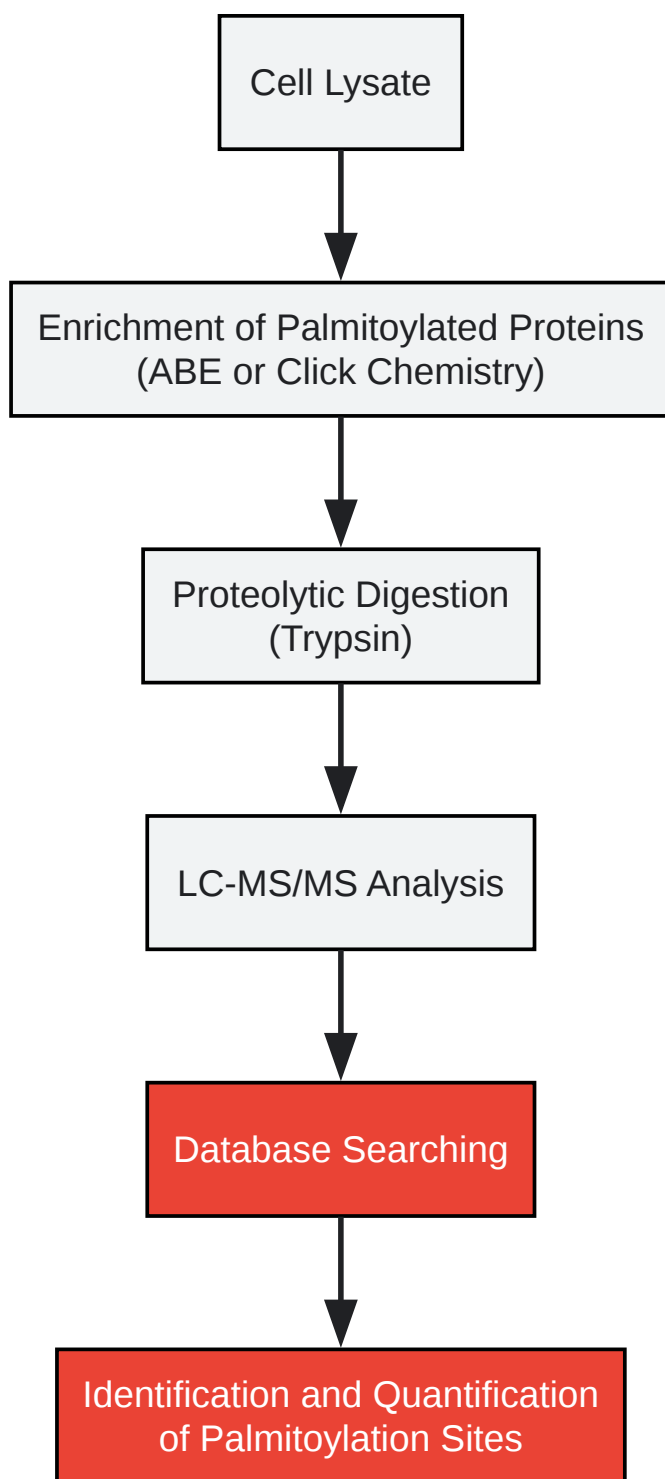 Cell Lysate
Enrichment of Palmitoylated Proteins
(ABE or Click Chemistry)
Proteolytic Digestion
(Trypsin)
LC-MS/MS Analysis
Database Searching
Identification and Quantification
of Palmitoylation Sites